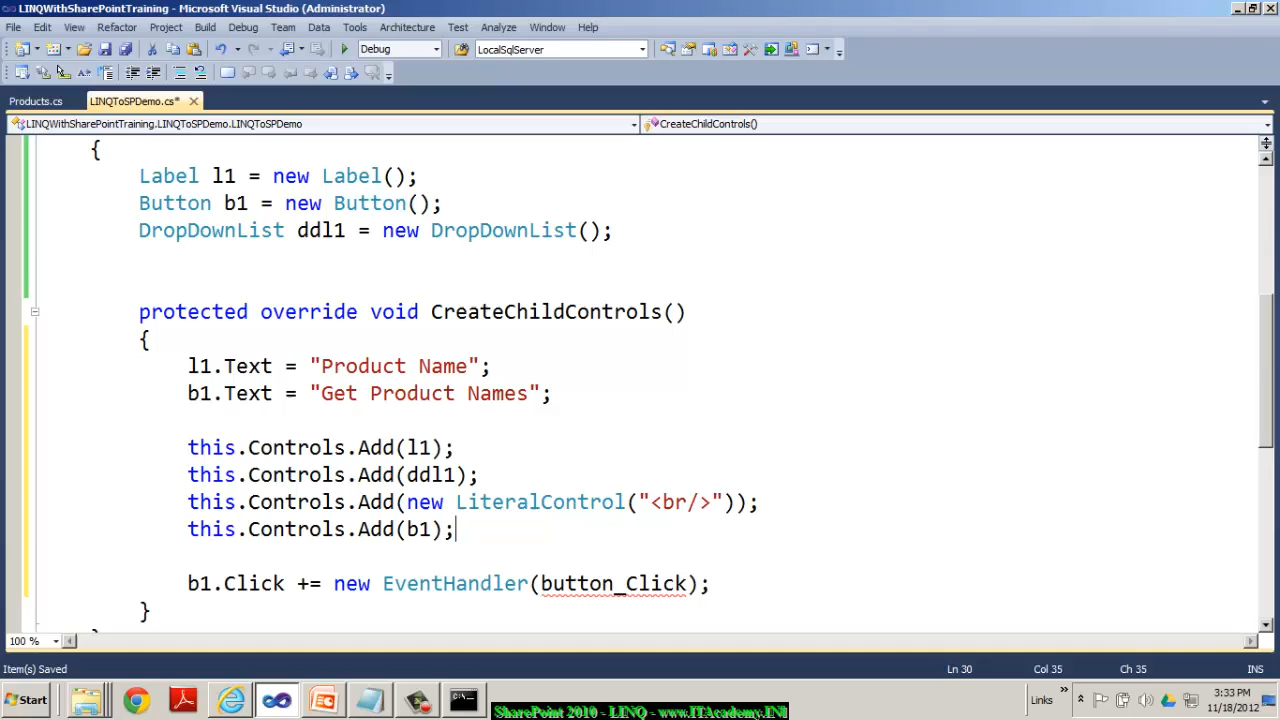 LINQWithSharePointTraining - Microsoft Visual Studio (Administrator)
File Edit View Refactor Project Build Debug Team Data Tools Architecture Test Analyze Window Help
Debug LocalSqlServer
Products.cs LINQToSPDemo.cs*
LINQWithSharePointTraining.LINQToSPDemo.LINQToSPDemo CreateChildControls()
{
Label l1 = new Label();
Button b1 = new Button();
DropDownList ddl1 = new DropDownList();
protected override void CreateChildControls()
{
l1.Text = "Product Name";
b1.Text = "Get Product Names";
this.Controls.Add(l1);
this.Controls.Add(ddl1);
this.Controls.Add(new LiteralControl("<br/>"));
this.Controls.Add(b1);
b1.Click += new EventHandler(button_Click);
}
100 %
Item(s) Saved Ln 30 Col 35 Ch 35 INS
Start Links 3:33 PM
11/18/2012
SharePoint 2010 - LINQ - www.ITAcademy.INI